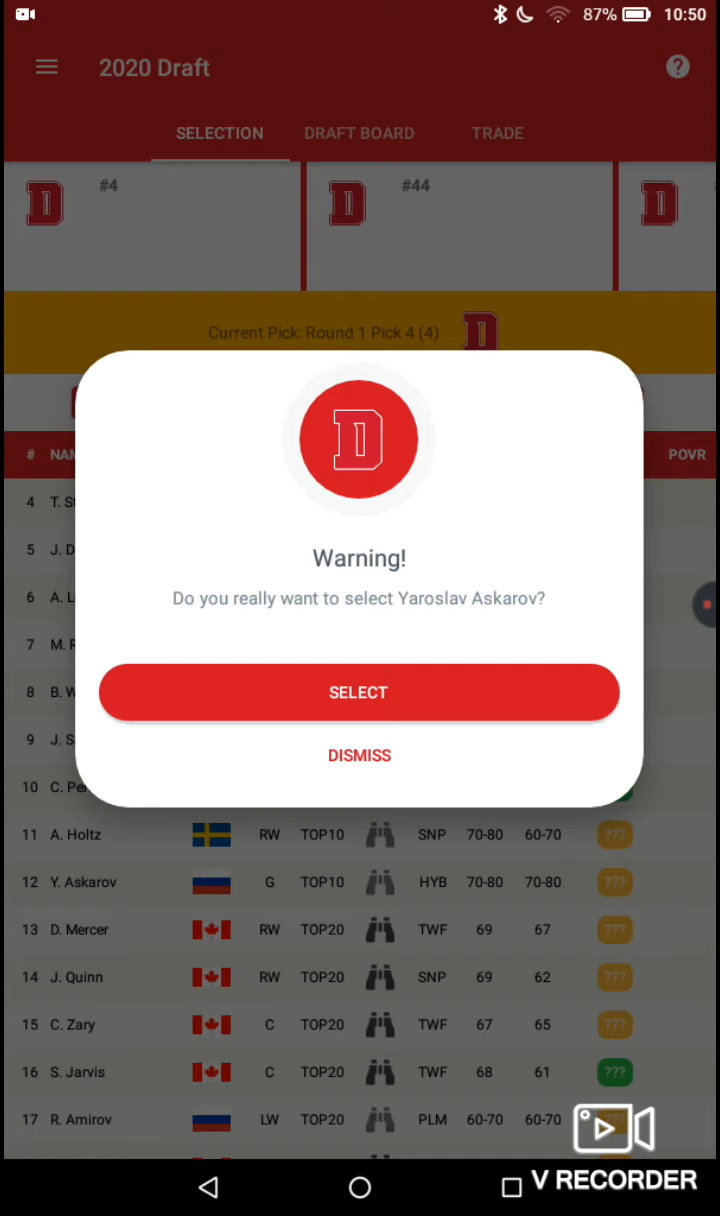 87% 10:50
2020 Draft
SELECTION DRAFT BOARD TRADE
#4 #44
Current Pick: Round 1 Pick 4 (4)
# POVR
4
5
6
7
8
9
10
Warning!
Do you really want to select Yaroslav Askarov?
SELECT
DISMISS
11 A. Holtz RW TOP10 SNP 70-80 60-70 ???
12 Y. Askarov G TOP10 HYB 70-80 70-80 ???
13 D. Mercer RW TOP20 TWF 69 67 ???
14 J. Quinn RW TOP20 SNP 69 62 ???
15 C. Zary C TOP20 TWF 67 65 ???
16 S. Jarvis C TOP20 TWF 68 61 ???
17 R. Amirov LW TOP20 PLM 60-70 60-70
V RECORDER